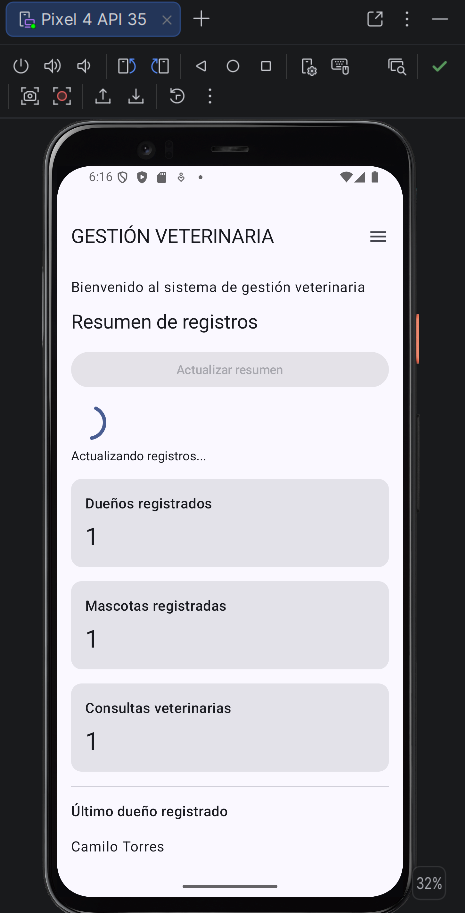 Pixel 4 API 35
6:16
GESTIÓN VETERINARIA
Bienvenido al sistema de gestión veterinaria
Resumen de registros
Actualizar resumen
Actualizando registros...
Dueños registrados
1
Mascotas registradas
1
Consultas veterinarias
1
Último dueño registrado
Camilo Torres
32%